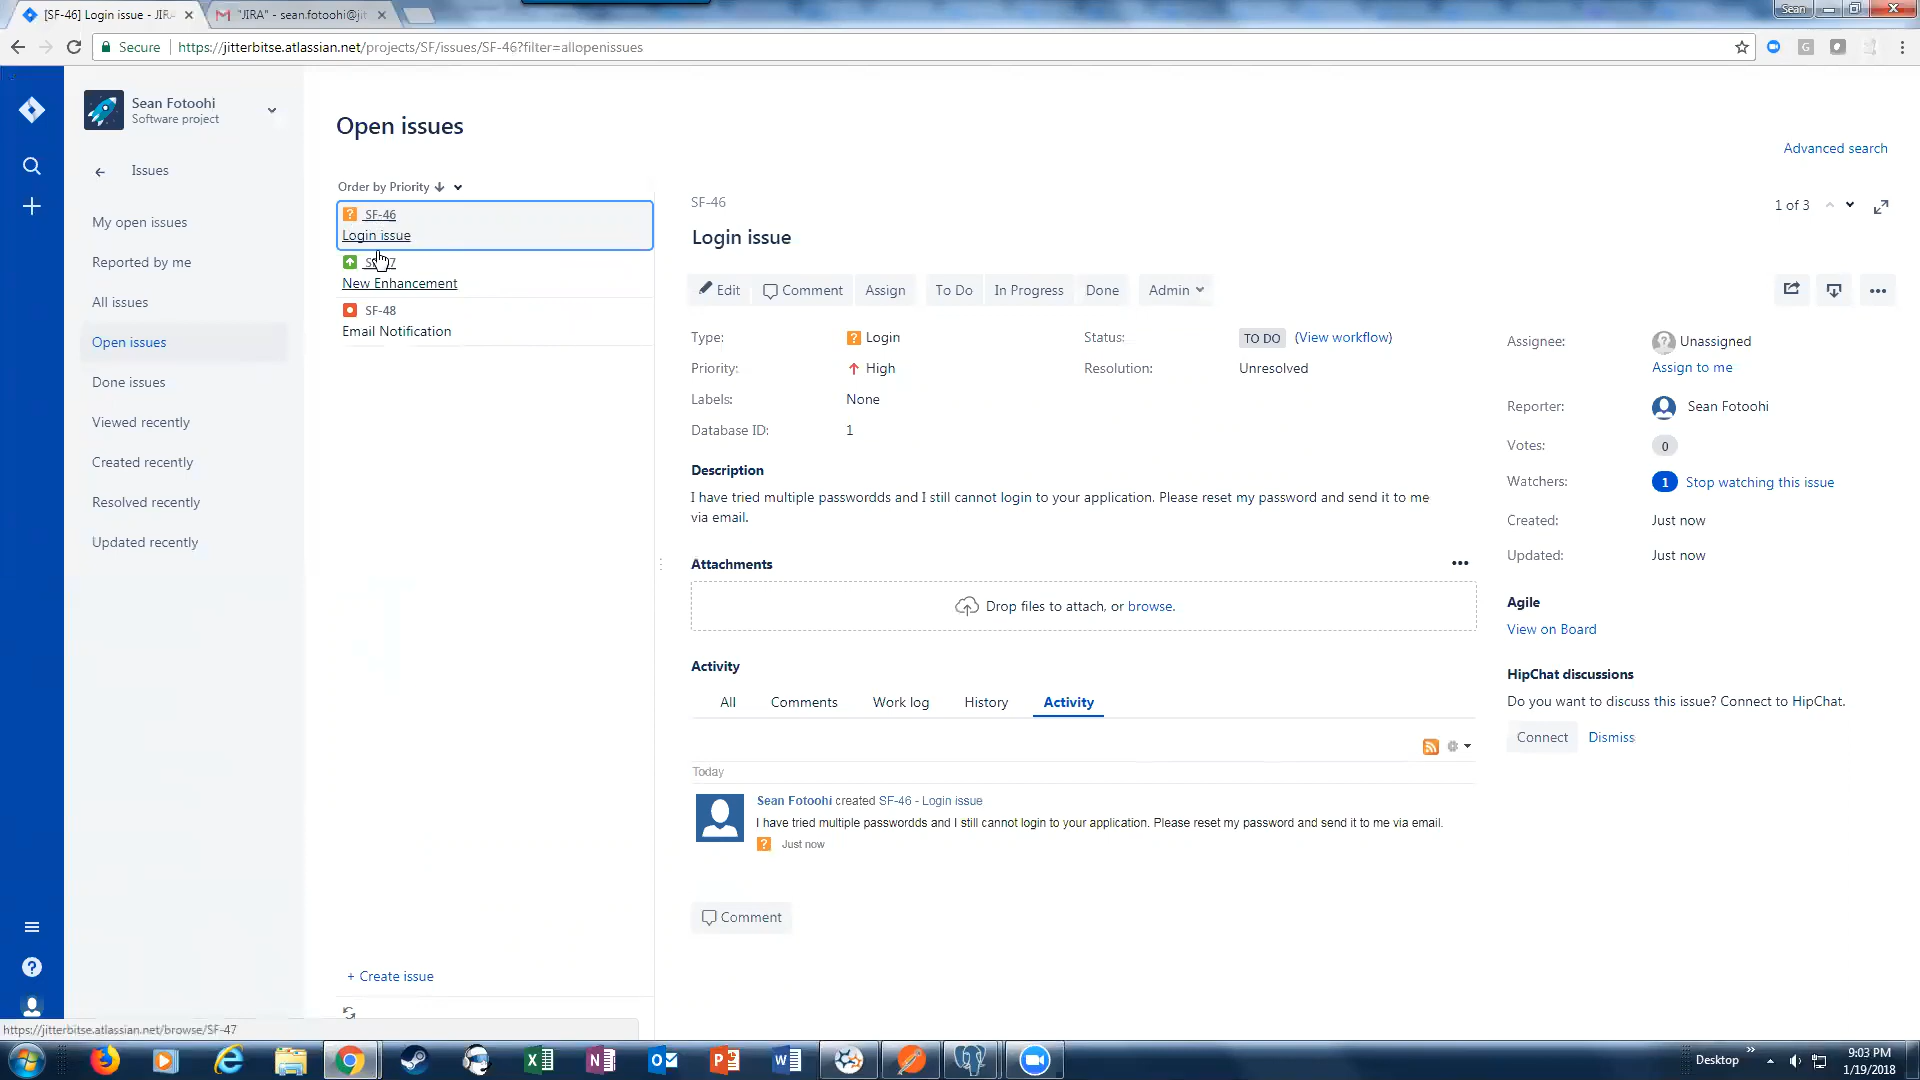 [SF-46] Login issue - JIRA
"JIRA" - sean.fotoohi@jit
Sean
Secure
https://jitterbitse.atlassian.net/projects/SF/issues/SF-46?filter=allopenissues
Sean Fotoohi
Software project
Issues
My open issues
Reported by me
All issues
Open issues
Done issues
Viewed recently
Created recently
Resolved recently
Updated recently
Open issues
Advanced search
Order by Priority
SF-46
Login issue
New Enhancement
SF-48
Email Notification
+ Create issue
SF-46
1 of 3
Login issue
Edit
Comment
Assign
To Do
In Progress
Done
Admin
Type:
Login
Status:
TO DO
(View workflow)
Priority:
High
Resolution:
Unresolved
Labels:
None
Database ID:
1
Description
I have tried multiple passwordds and I still cannot login to your application. Please reset my password and send it to me
via email.
Attachments
Drop files to attach, or browse.
Activity
All
Comments
Work log
History
Activity
Today
Sean Fotoohi created SF-46 - Login issue
I have tried multiple passwordds and I still cannot login to your application. Please reset my password and send it to me via email.
Just now
Comment
Assignee:
Unassigned
Assign to me
Reporter:
Sean Fotoohi
Votes:
0
Watchers:
1
Stop watching this issue
Created:
Just now
Updated:
Just now
Agile
View on Board
HipChat discussions
Do you want to discuss this issue? Connect to HipChat.
Connect
Dismiss
https://jitterbitse.atlassian.net/browse/SF-47
Desktop
9:03 PM
1/19/2018